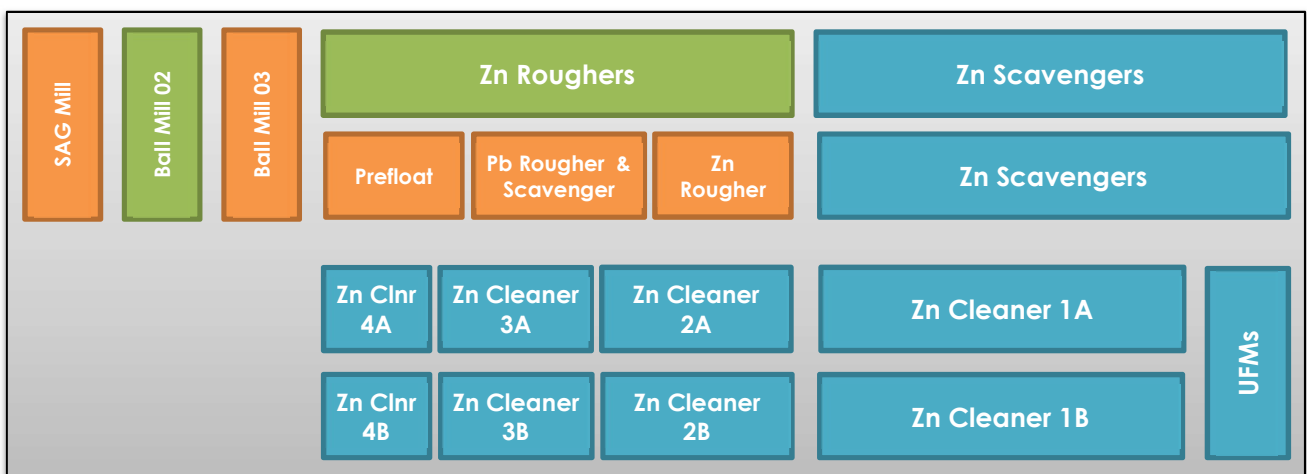 SAG Mill
Ball Mill 02
Ball Mill 03
Zn Roughers
Zn Scavengers
Prefloat
Pb Rougher & 
Scavenger
Zn
Rougher
Zn Scavengers
Zn Clnr
4A
Zn Cleaner
3A
Zn Cleaner
2A
Zn Cleaner 1A
UFMs
Zn Clnr
4B
Zn Cleaner
3B
Zn Cleaner
2B
Zn Cleaner 1B